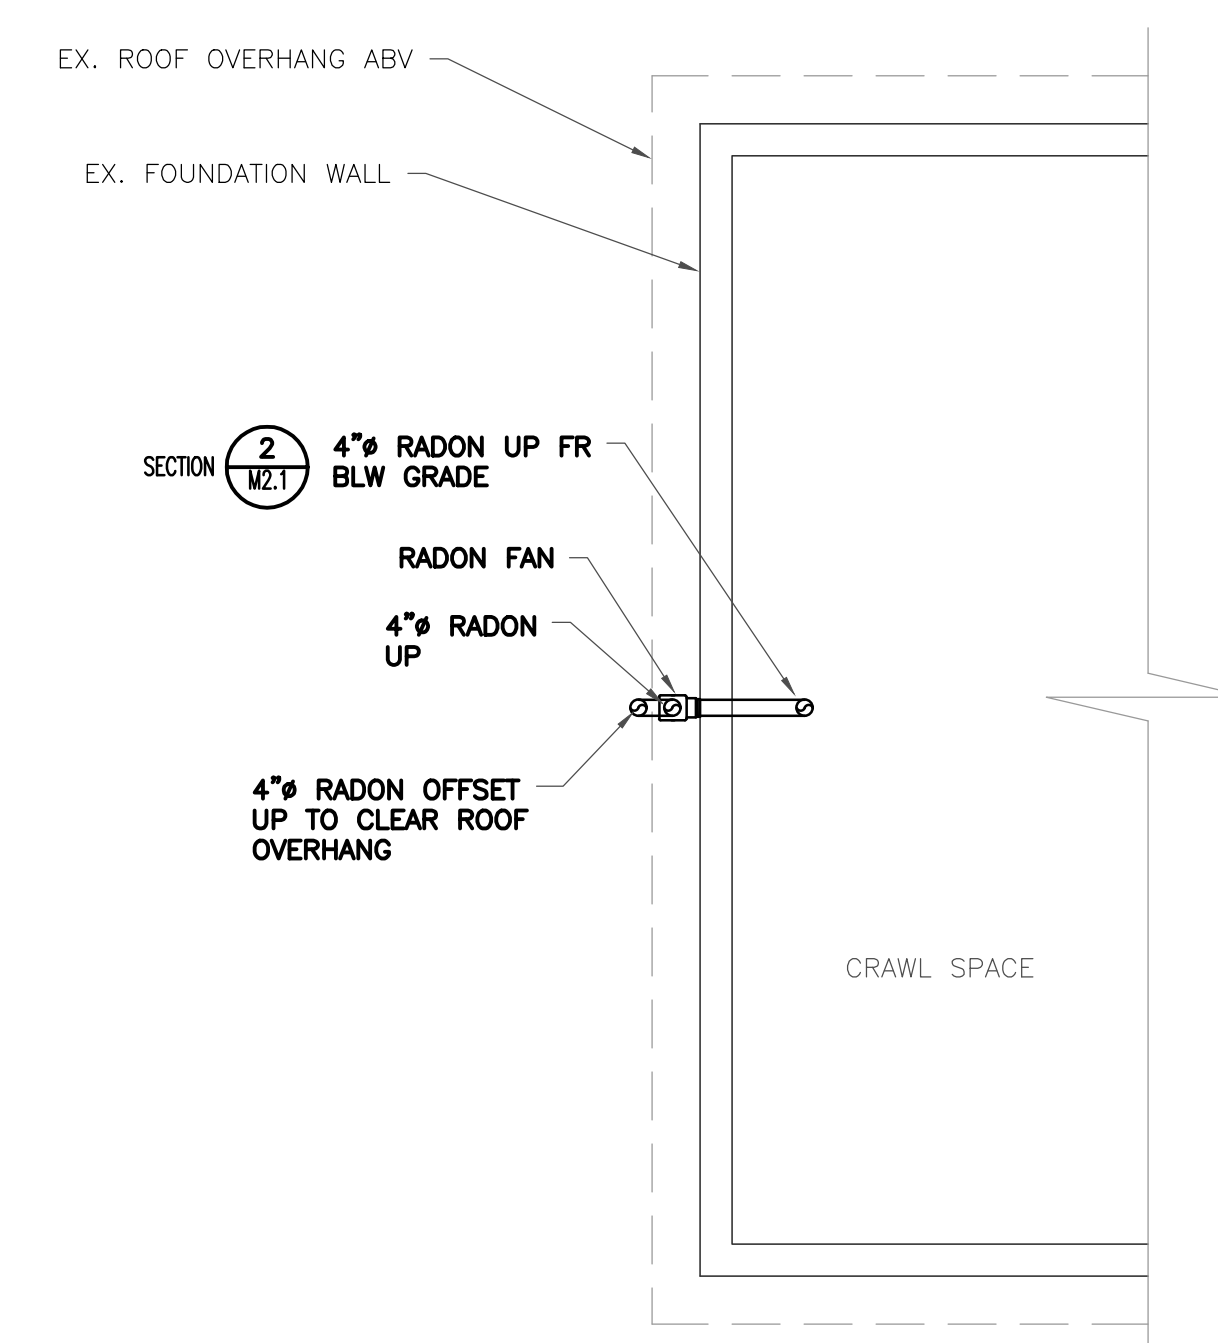 EX. ROOF OVERHANG ABV
EX. FOUNDATION WALL
SECTION
2
M2.1
4"ø RADON UP FR
BLW GRADE
RADON FAN
4"ø RADON
UP
4"ø RADON OFFSET
UP TO CLEAR ROOF
OVERHANG
CRAWL SPACE